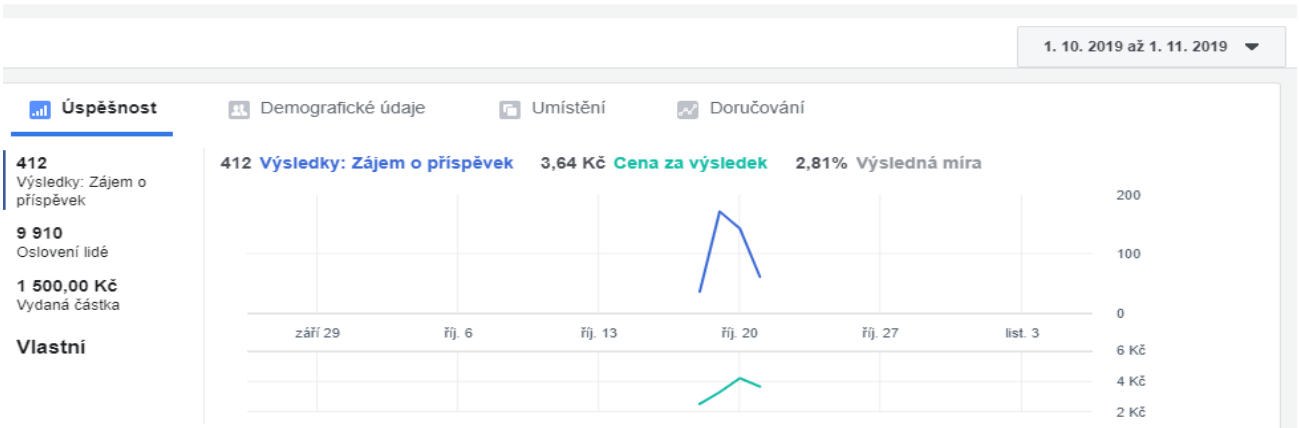 1. 10. 2019 až 1. 11. 2019
Úspěšnost
Demografické údaje
Umístění
Doručování
412
Výsledky: Zájem o
příspěvek
9 910
Oslovení lidé
1 500,00 Kč
Vydaná částka
Vlastní
412 Výsledky: Zájem o příspěvek 3,64 Kč Cena za výsledek 2,81% Výsledná míra
200
100
0
září 29 říj. 6 říj. 13 říj. 20 říj. 27 list. 3
6 Kč
4 Kč
2 Kč